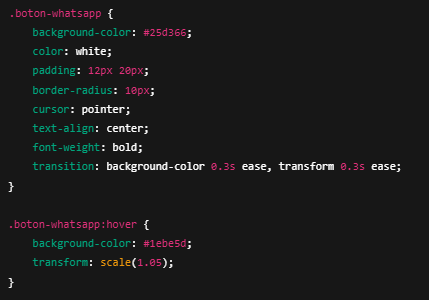 .boton-whatsapp {
    background-color: #25d366;
    color: white;
    padding: 12px 20px;
    border-radius: 10px;
    cursor: pointer;
    text-align: center;
    font-weight: bold;
    transition: background-color 0.3s ease, transform 0.3s ease;
}

.boton-whatsapp:hover {
    background-color: #1ebe5d;
    transform: scale(1.05);
}